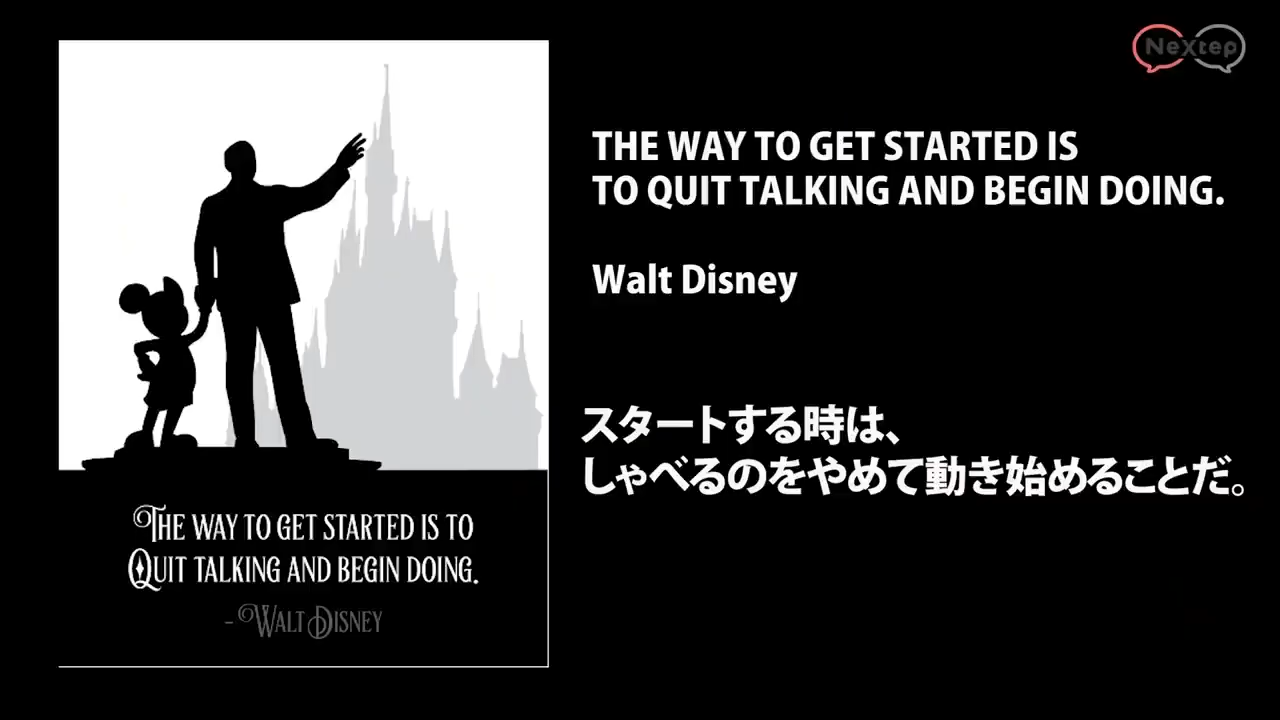 NeXtep
THE WAY TO GET STARTED IS
TO QUIT TALKING AND BEGIN DOING.
Walt Disney
スタートする時は、
しゃべるのをやめて動き始めることだ。
THE WAY TO GET STARTED IS TO
QUIT TALKING AND BEGIN DOING.
- WALT DISNEY